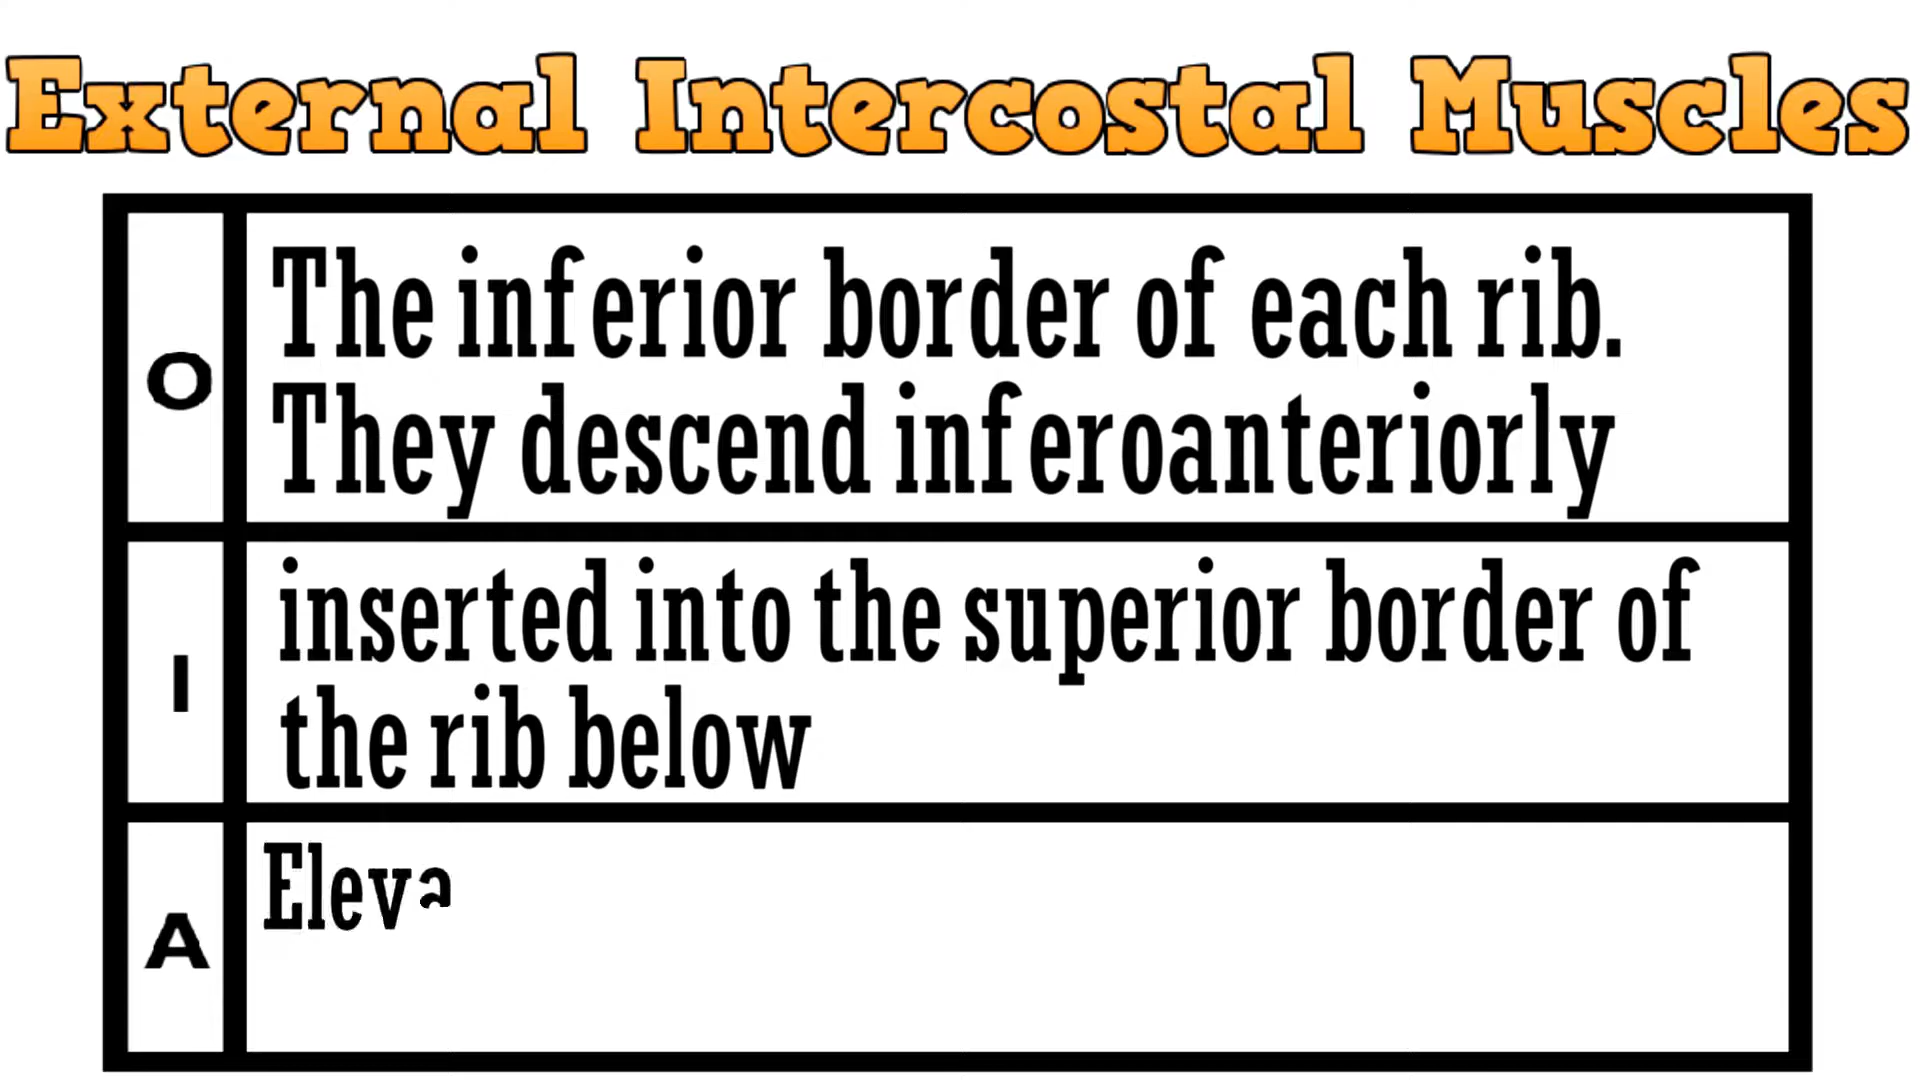 External Intercostal Muscles
O
The inferior border of each rib.
They descend inferoanteriorly
I
inserted into the superior border of
the rib below
A
Eleva